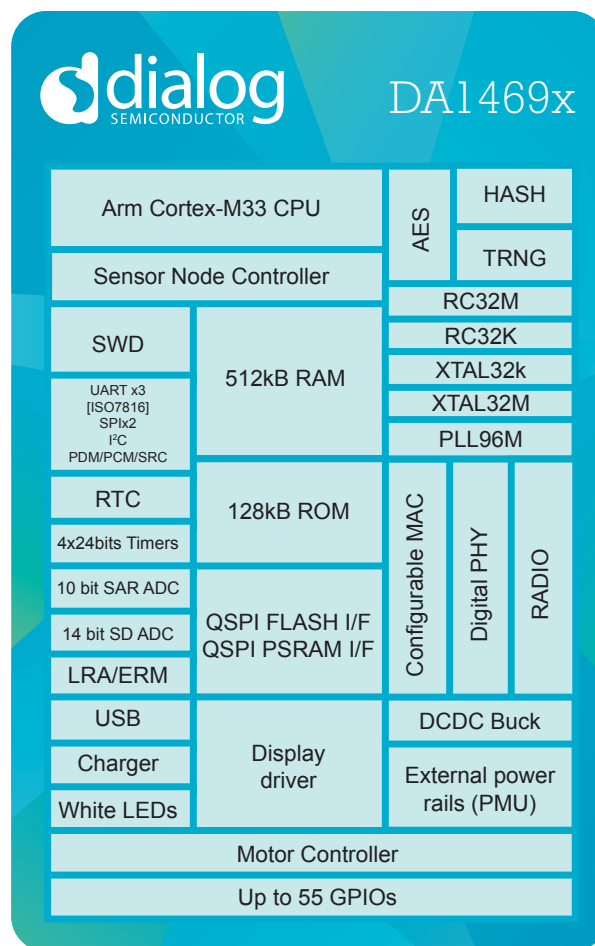 dialog
SEMICONDUCTOR
DA1469x
Arm Cortex-M33 CPU
AES
HASH
TRNG
Sensor Node Controller
RC32M
RC32K
XTAL32k
XTAL32M
PLL96M
SWD
512kB RAM
UART x3
[ISO7816]
SPIx2
I²C
PDM/PCM/SRC
RTC
128kB ROM
4x24bits Timers
Configurable MAC
Digital PHY
RADIO
10 bit SAR ADC
14 bit SD ADC
LRA/ERM
QSPI FLASH I/F
QSPI PSRAM I/F
USB
Charger
White LEDs
Display
driver
DCDC Buck
External power
rails (PMU)
Motor Controller
Up to 55 GPIOs